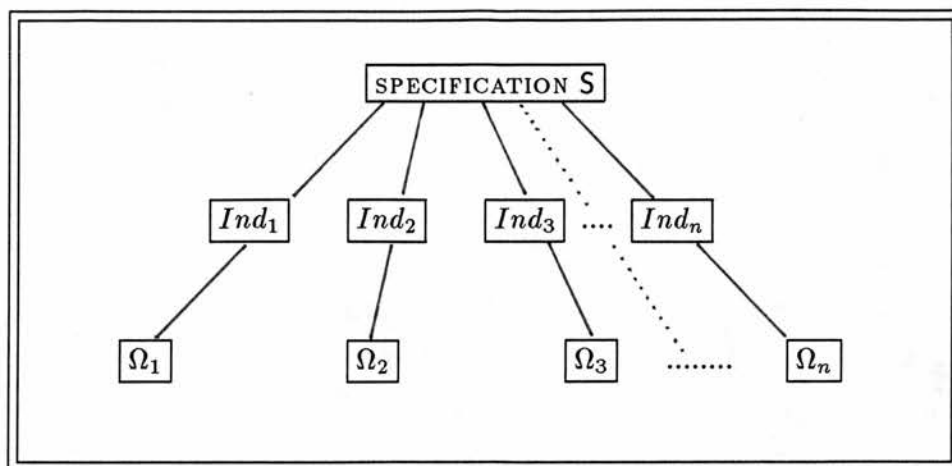 SPECIFICATION S
Ind₁ Ind₂ Ind₃ ..... Indₙ
Ω₁ Ω₂ Ω₃ ......... Ωₙ